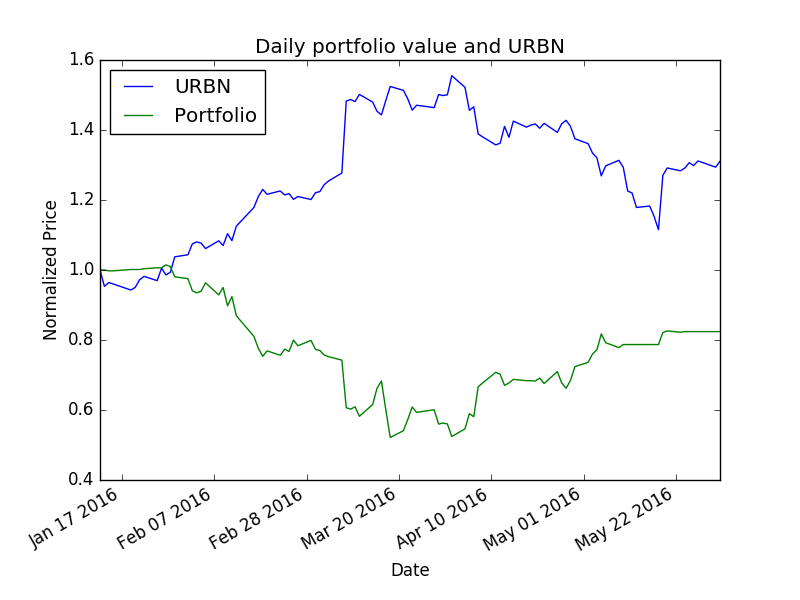 Daily portfolio value and URBN
URBN
Portfolio
1.6
1.4
1.2
1.0
0.8
0.6
0.4
Normalized Price
Jan 17 2016
Feb 07 2016
Feb 28 2016
Mar 20 2016
Apr 10 2016
May 01 2016
May 22 2016
Date